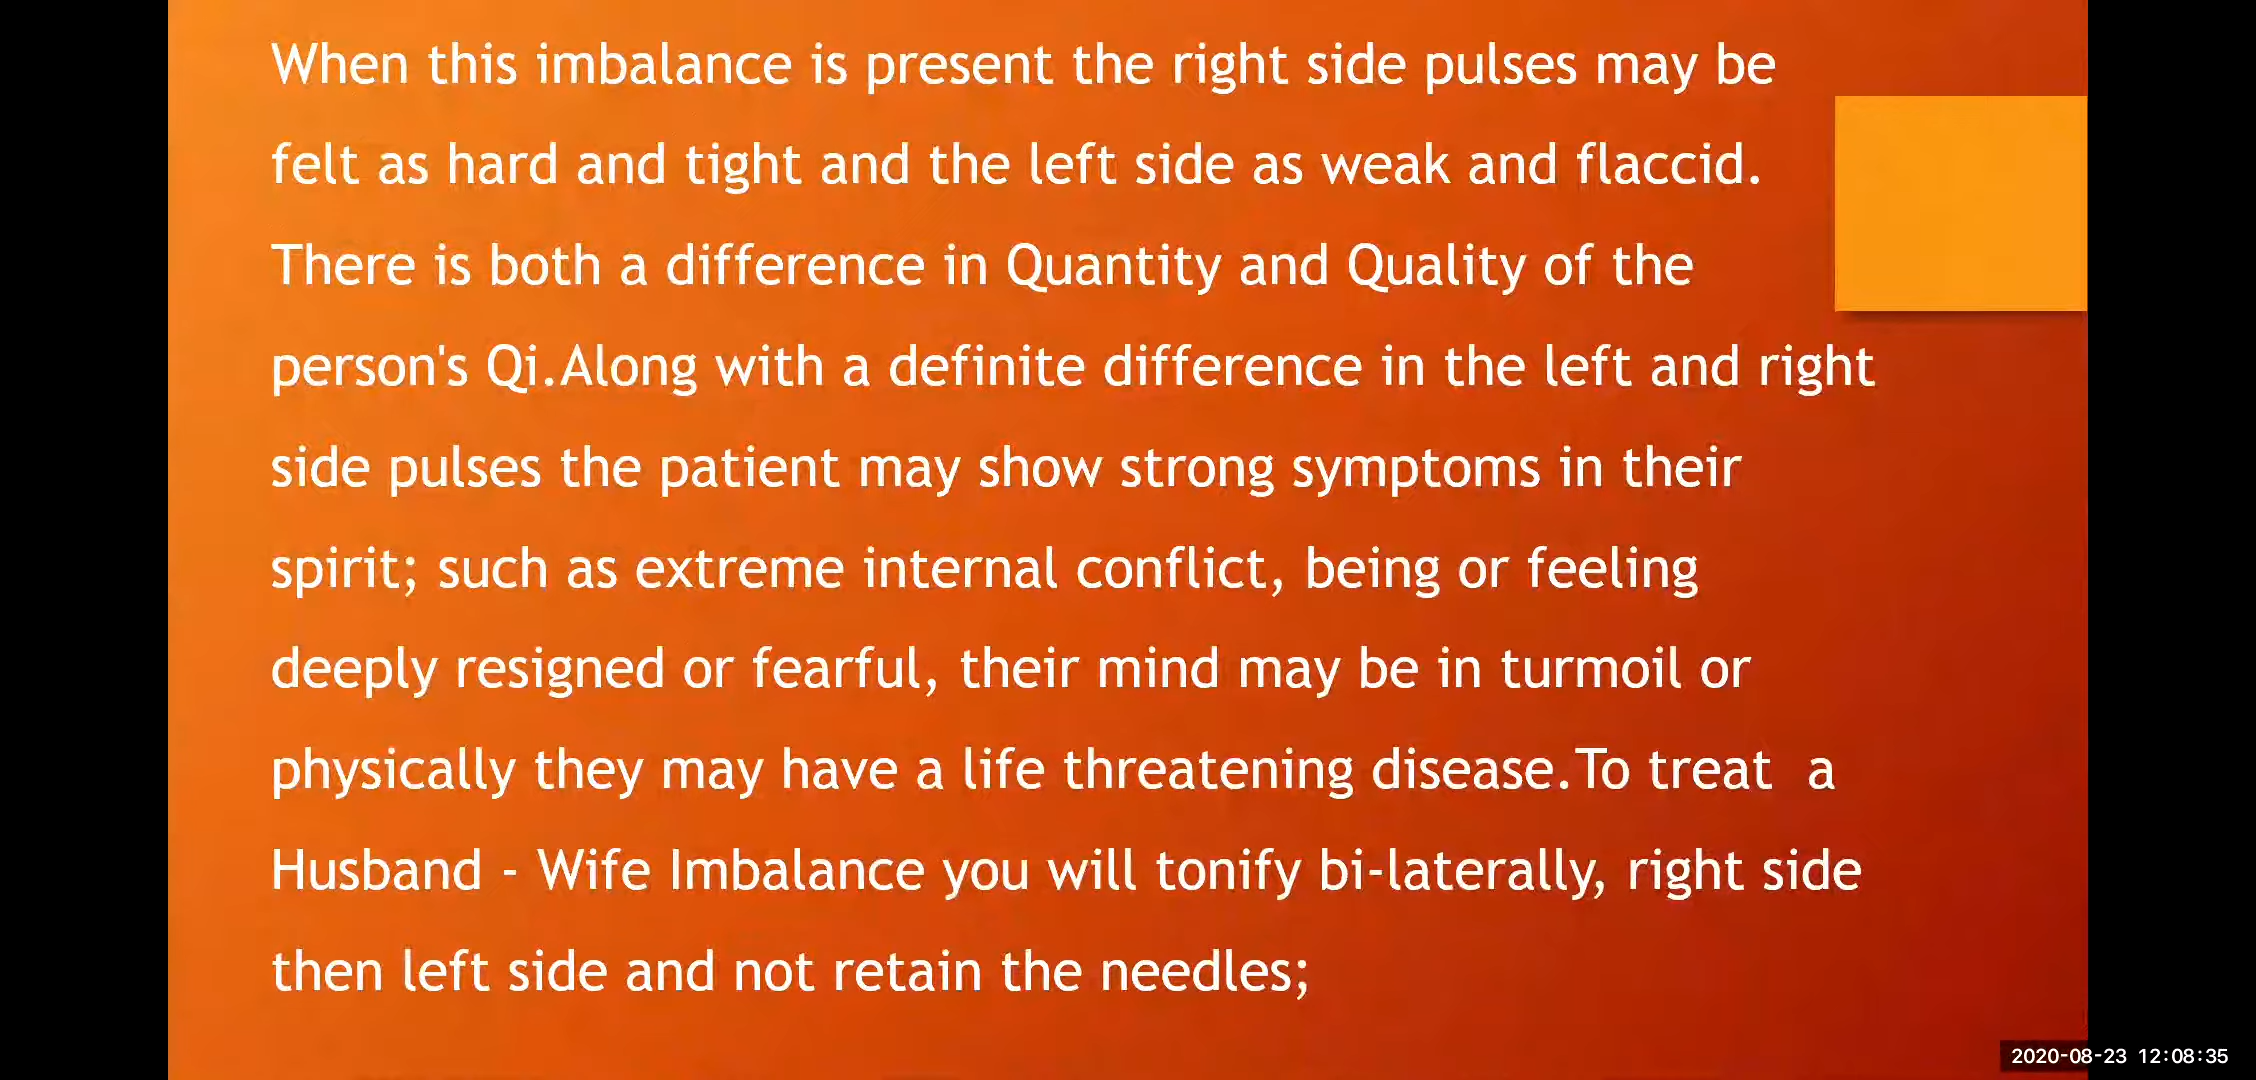 When this imbalance is present the right side pulses may be
felt as hard and tight and the left side as weak and flaccid.
There is both a difference in Quantity and Quality of the
person's Qi.Along with a definite difference in the left and right
side pulses the patient may show strong symptoms in their
spirit; such as extreme internal conflict, being or feeling
deeply resigned or fearful, their mind may be in turmoil or
physically they may have a life threatening disease.To treat  a
Husband - Wife Imbalance you will tonify bi-laterally, right side
then left side and not retain the needles;
2020-08-23 12:08:35